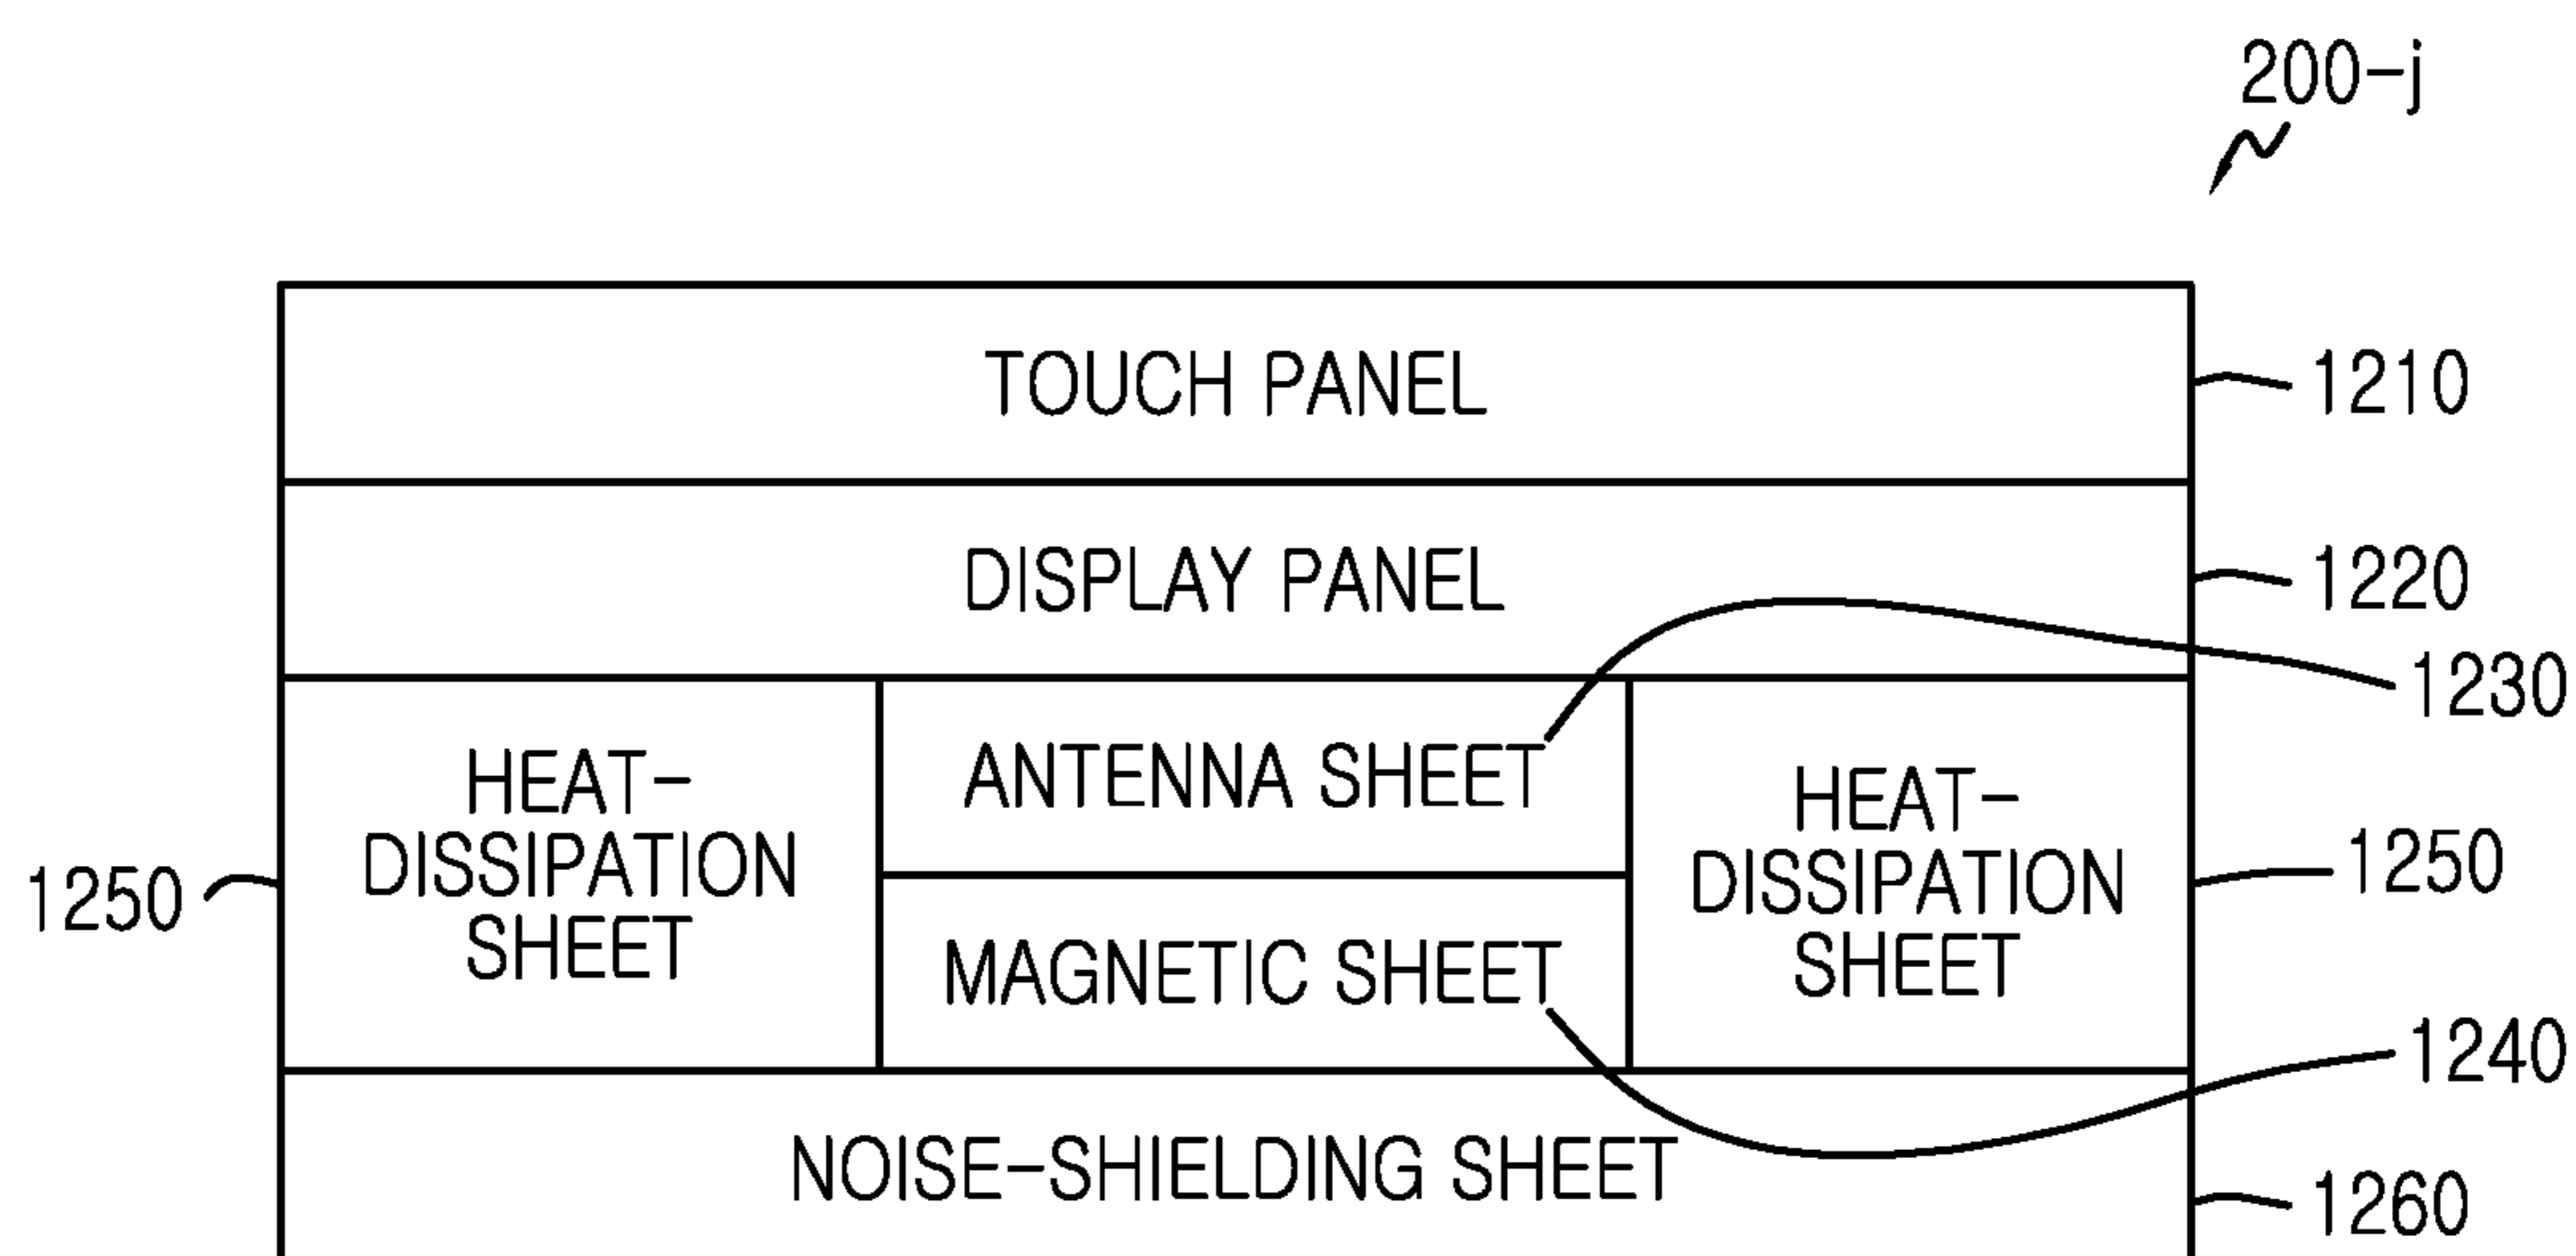 200-j
TOUCH PANEL
1210
DISPLAY PANEL
1220
1230
HEAT-
DISSIPATION
SHEET
1250
ANTENNA SHEET
MAGNETIC SHEET
HEAT-
DISSIPATION
SHEET
1250
1240
NOISE-SHIELDING SHEET
1260